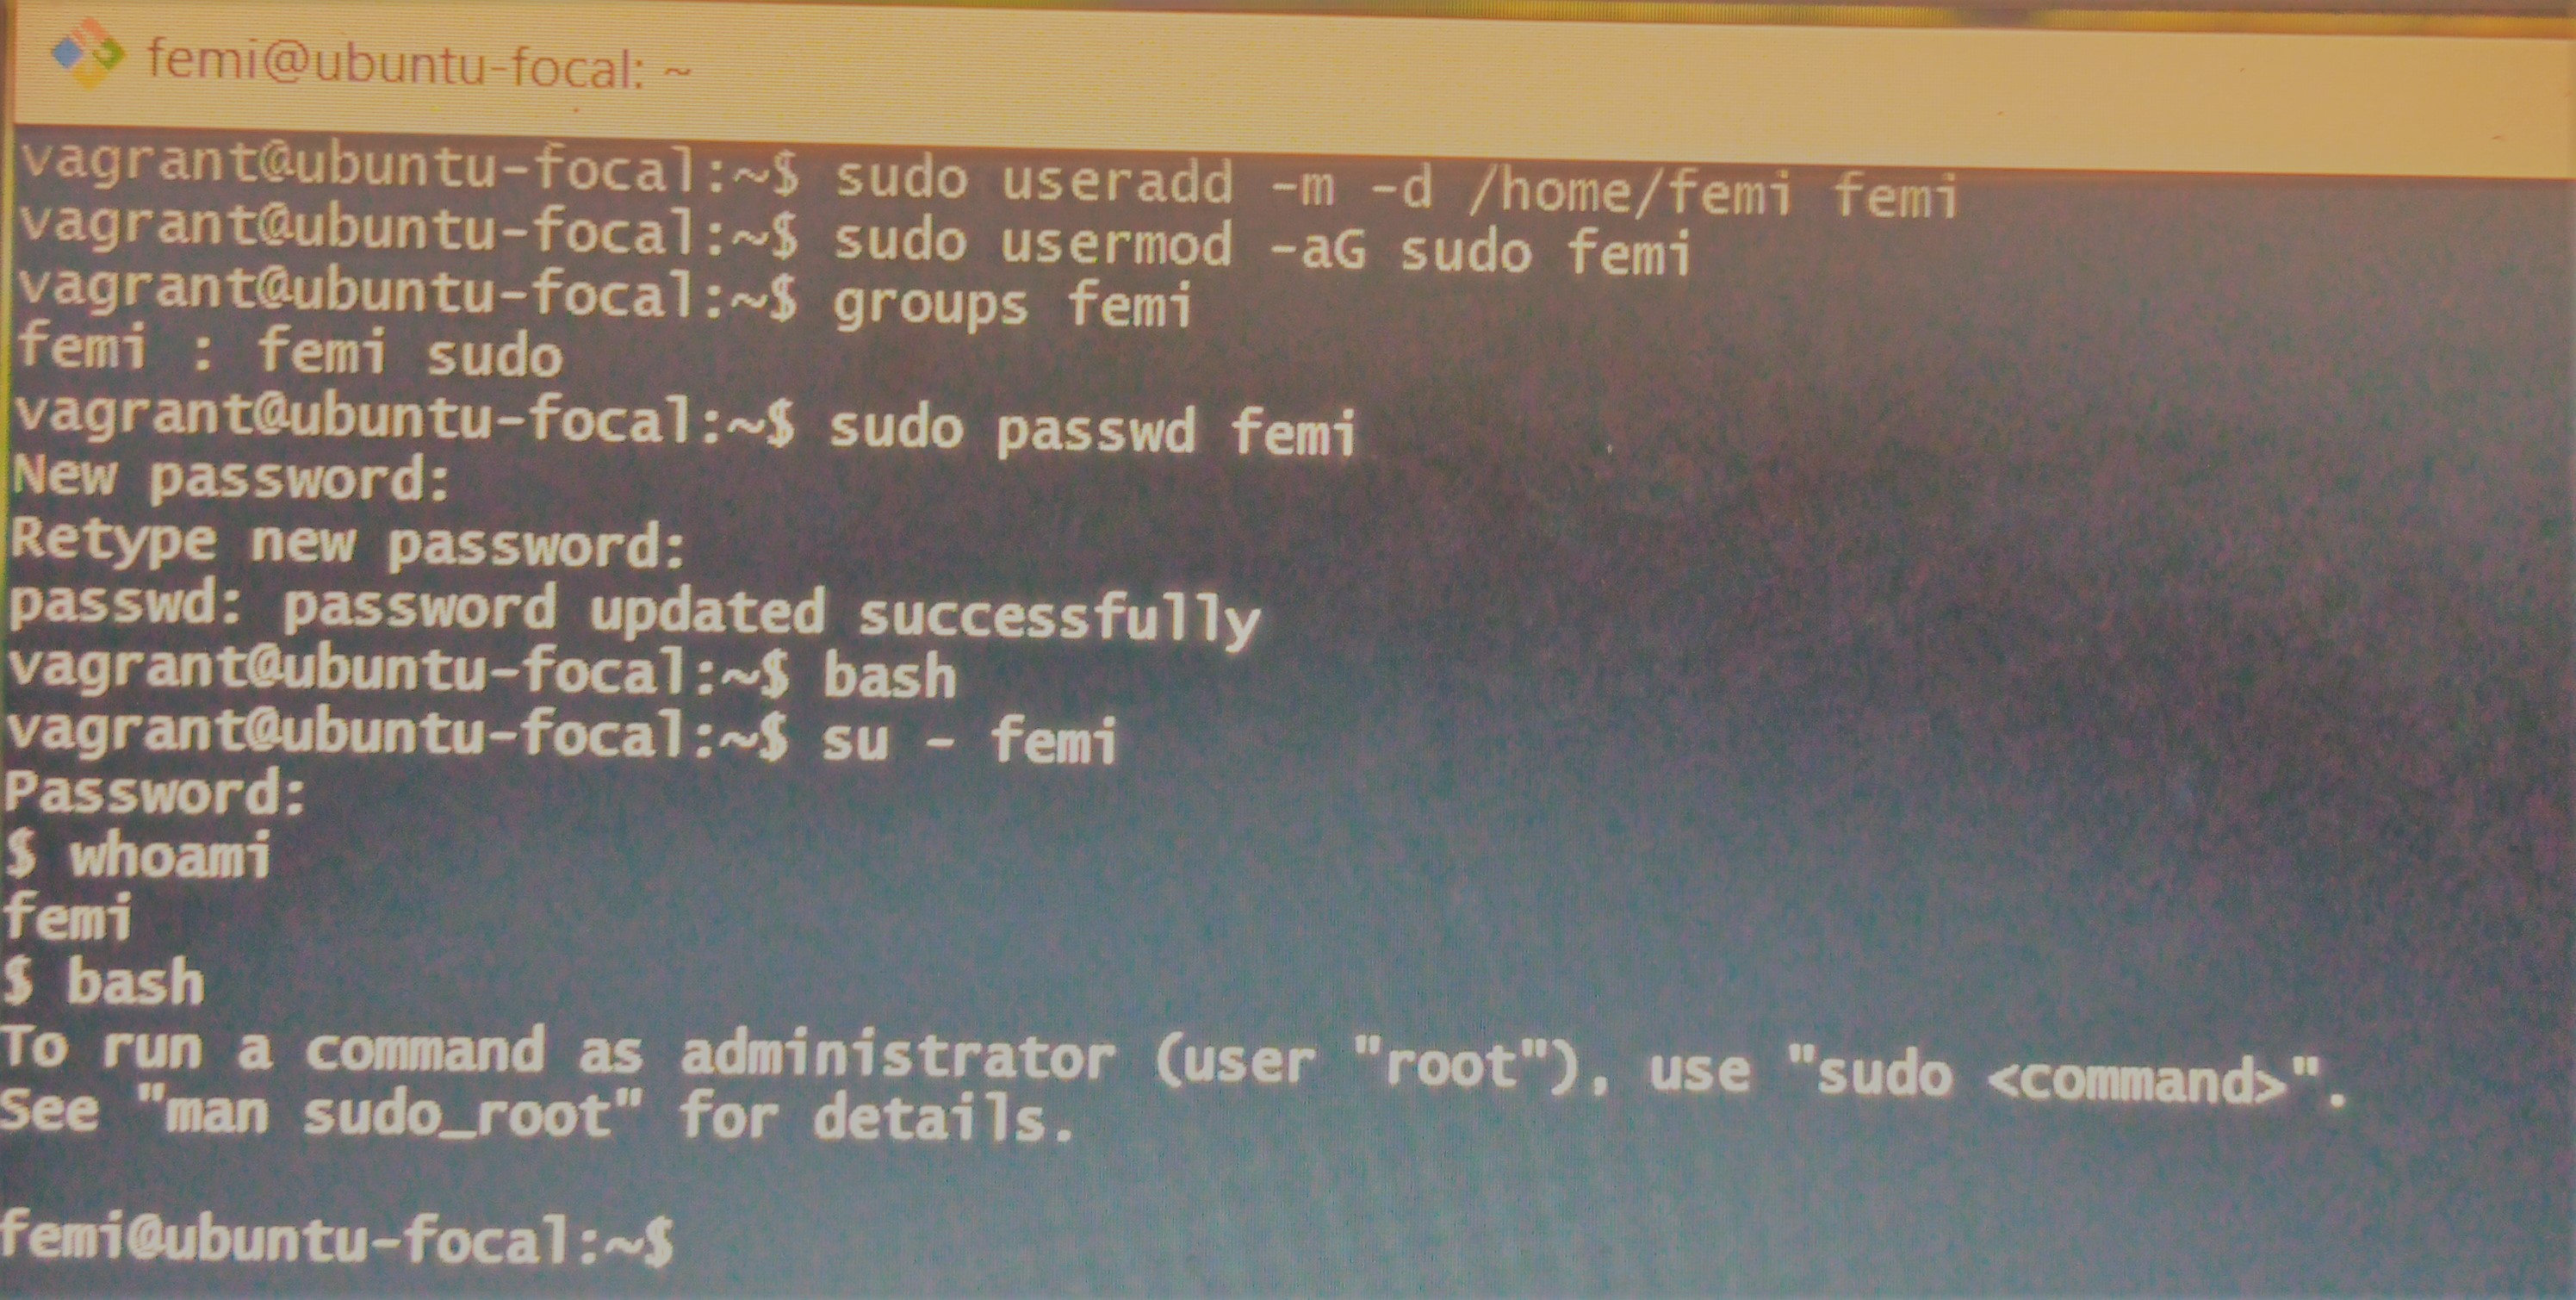 femi@ubuntu-focal: ~
vagrant@ubuntu-focal:~$ sudo useradd -m -d /home/femi femi
vagrant@ubuntu-focal:~$ sudo usermod -aG sudo femi
vagrant@ubuntu-focal:~$ groups femi
femi : femi sudo
vagrant@ubuntu-focal:~$ sudo passwd femi
New password:
Retype new password:
passwd: password updated successfully
vagrant@ubuntu-focal:~$ bash
vagrant@ubuntu-focal:~$ su - femi
Password:
$ whoami
femi
$ bash
To run a command as administrator (user "root"), use "sudo <command>".
See "man sudo_root" for details.
femi@ubuntu-focal:~$